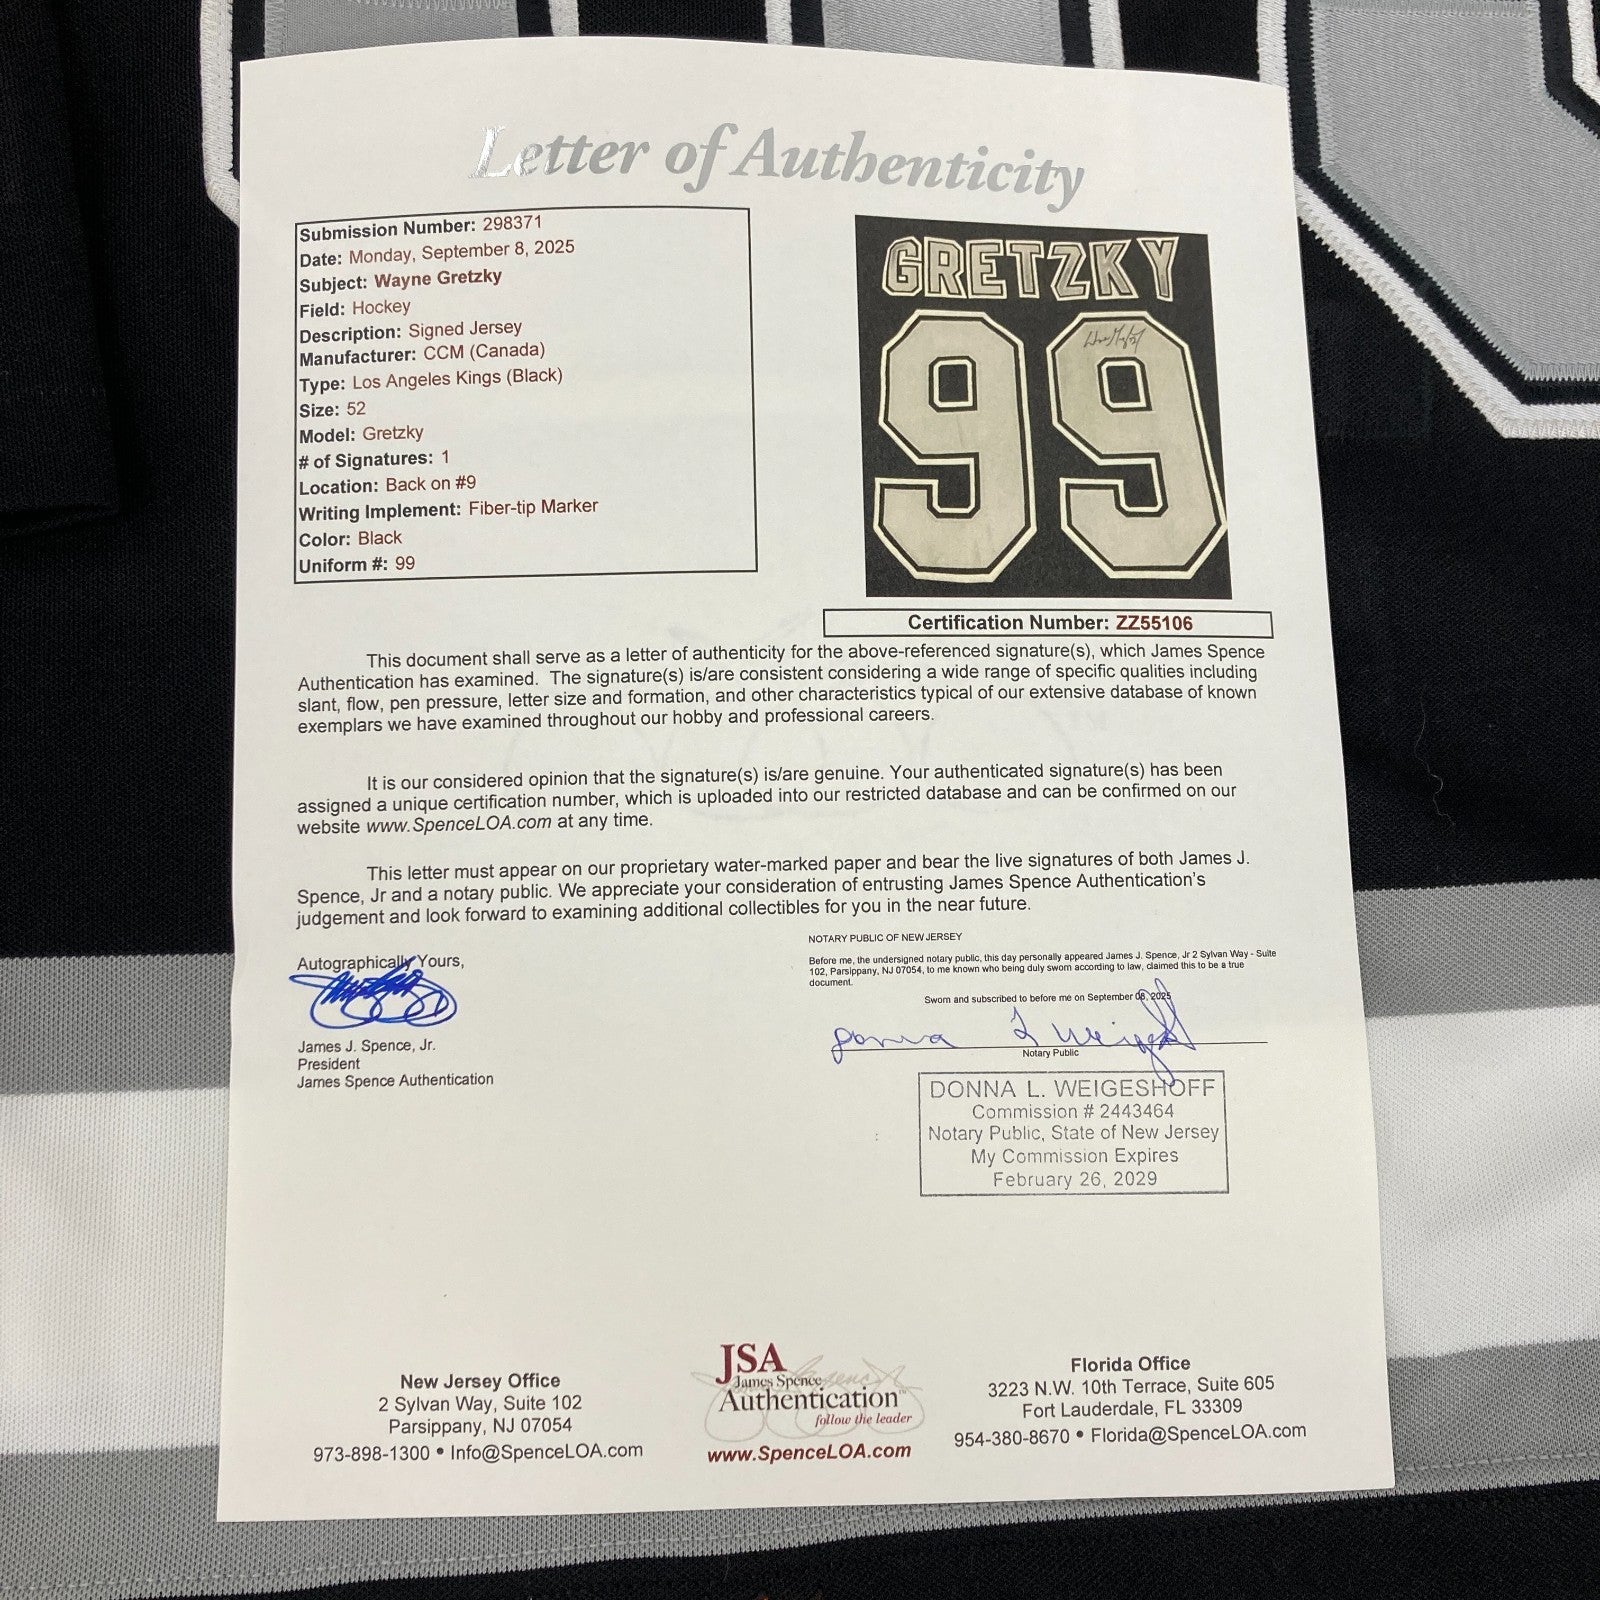 Letter of Authenticity
Submission Number: 298371
Date: Monday, September 8, 2025
Subject: Wayne Gretzky
Field: Hockey
Description: Signed Jersey
Manufacturer: CCM (Canada)
Type: Los Angeles Kings (Black)
Size: 52
Model: Gretzky
# of Signatures: 1
Location: Back on #9
Writing Implement: Fiber-tip Marker
Color: Black
Uniform #: 99
GRETZKY
99
Certification Number: ZZ55106
This document shall serve as a letter of authenticity for the above-referenced signature(s), which James Spence
Authentication has examined. The signature(s) is/are consistent considering a wide range of specific qualities including
slant, flow, pen pressure, letter size and formation, and other characteristics typical of our extensive database of known
exemplars we have examined throughout our hobby and professional careers.
It is our considered opinion that the signature(s) is/are genuine. Your authenticated signature(s) has been
assigned a unique certification number, which is uploaded into our restricted database and can be confirmed on our
website www.SpenceLOA.com at any time.
This letter must appear on our proprietary water-marked paper and bear the live signatures of both James J.
Spence, Jr and a notary public. We appreciate your consideration of entrusting James Spence Authentication's
judgement and look forward to examining additional collectibles for you in the near future.
Autographically Yours,
James J. Spence, Jr.
President
James Spence Authentication
NOTARY PUBLIC OF NEW JERSEY
Before me, the undersigned notary public, this day personally appeared James J. Spence, Jr 2 Sylvan Way - Suite
102, Parsippany, NJ 07054, to me known who being duly sworn according to law, claimed this to be a true
document.
Sworn and subscribed to before me on September 08, 2025
Donna L Weigeshoff
Notary Public
DONNA L. WEIGESHOFF
Commission # 2443464
Notary Public, State of New Jersey
My Commission Expires
February 26, 2029
New Jersey Office
2 Sylvan Way, Suite 102
Parsippany, NJ 07054
973-898-1300 • Info@SpenceLOA.com
JSA
James Spence
Authentication™
follow the leader
www.SpenceLOA.com
Florida Office
3223 N.W. 10th Terrace, Suite 605
Fort Lauderdale, FL 33309
954-380-8670 • Florida@SpenceLOA.com